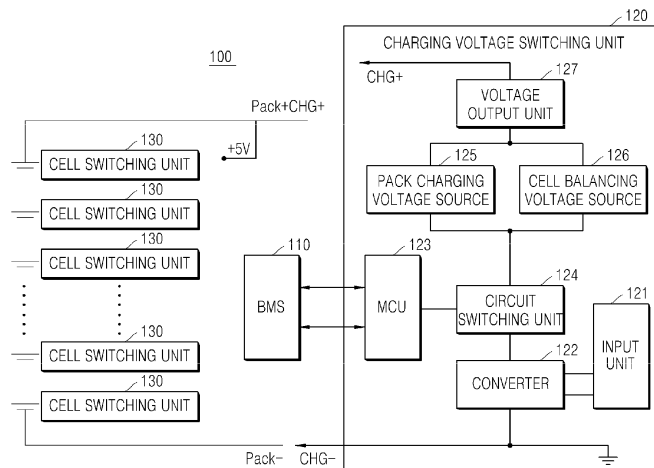 120
CHARGING VOLTAGE SWITCHING UNIT
100
CHG+
127
VOLTAGE
OUTPUT UNIT
Pack+CHG+
130
CELL SWITCHING UNIT
+5V
125
PACK CHARGING
VOLTAGE SOURCE
126
CELL BALANCING
VOLTAGE SOURCE
130
CELL SWITCHING UNIT
130
CELL SWITCHING UNIT
110
BMS
123
MCU
124
CIRCUIT
SWITCHING UNIT
121
INPUT
UNIT
130
CELL SWITCHING UNIT
122
CONVERTER
130
CELL SWITCHING UNIT
Pack-
CHG-